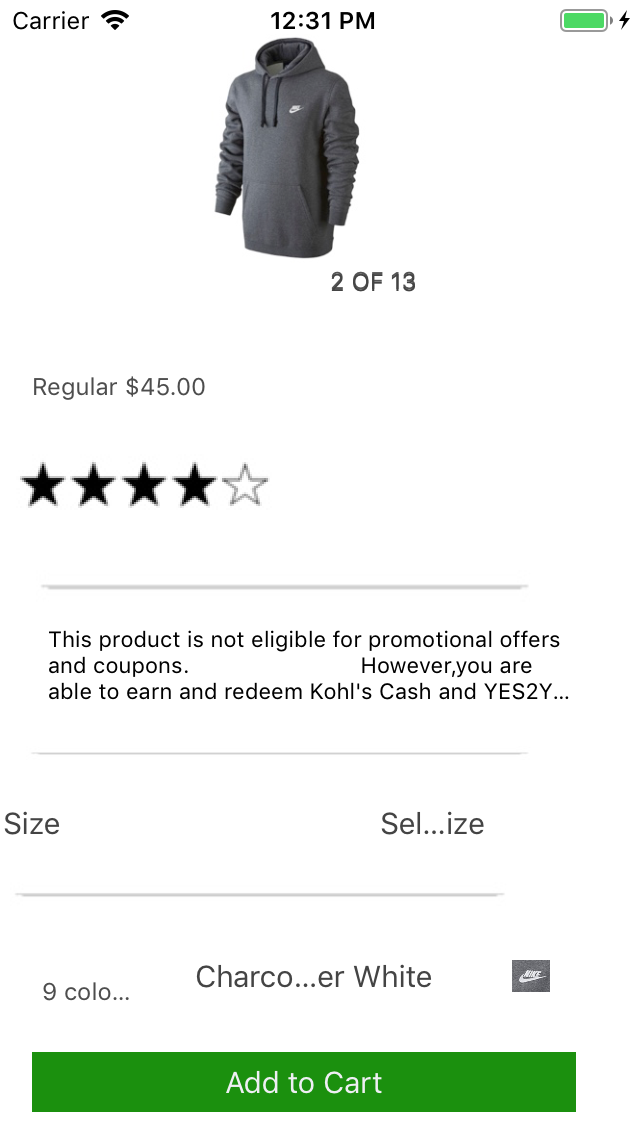 Carrier 12:31 PM
2 OF 13
Regular $45.00
This product is not eligible for promotional offers
and coupons. However,you are
able to earn and redeem Kohl's Cash and YES2Y...
Size Sel...ize
9 colo... Charco...er White NIKE
Add to Cart